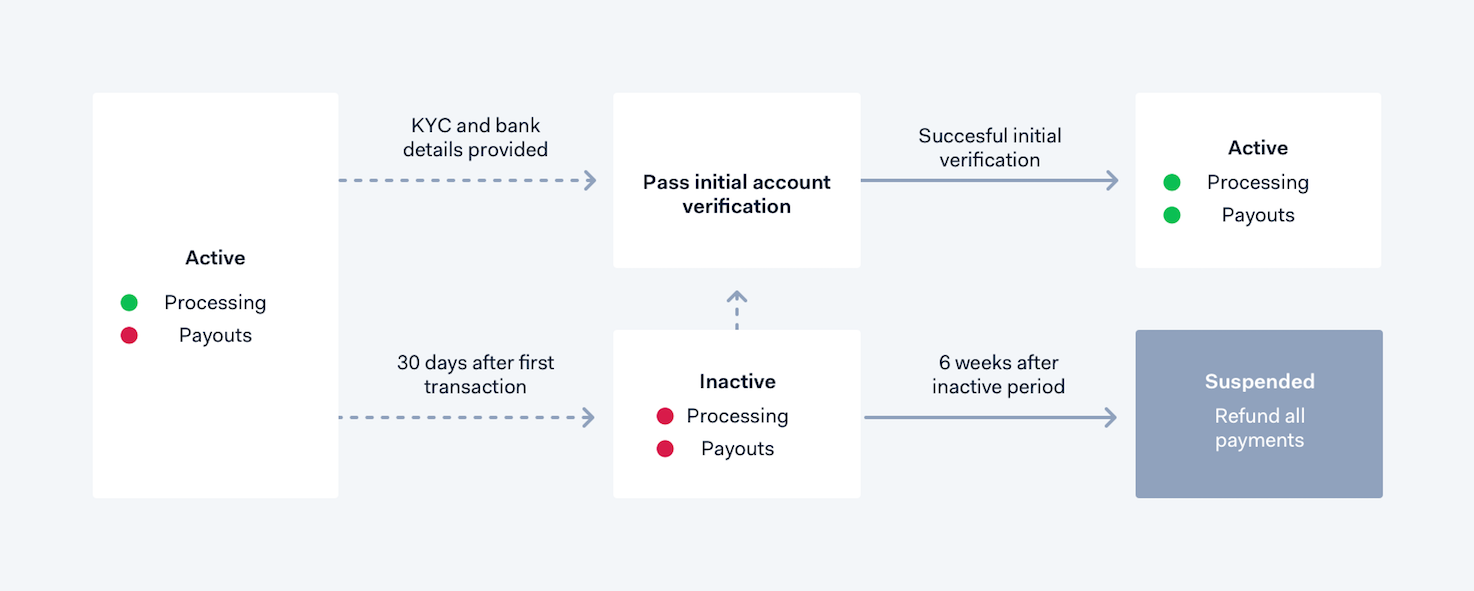 Active
Processing
Payouts
KYC and bank
details provided
30 days after first
transaction
Pass initial account
verification
Inactive
Processing
Payouts
Succesful initial
verification
6 weeks after
inactive period
Active
Processing
Payouts
Suspended
Refund all
payments